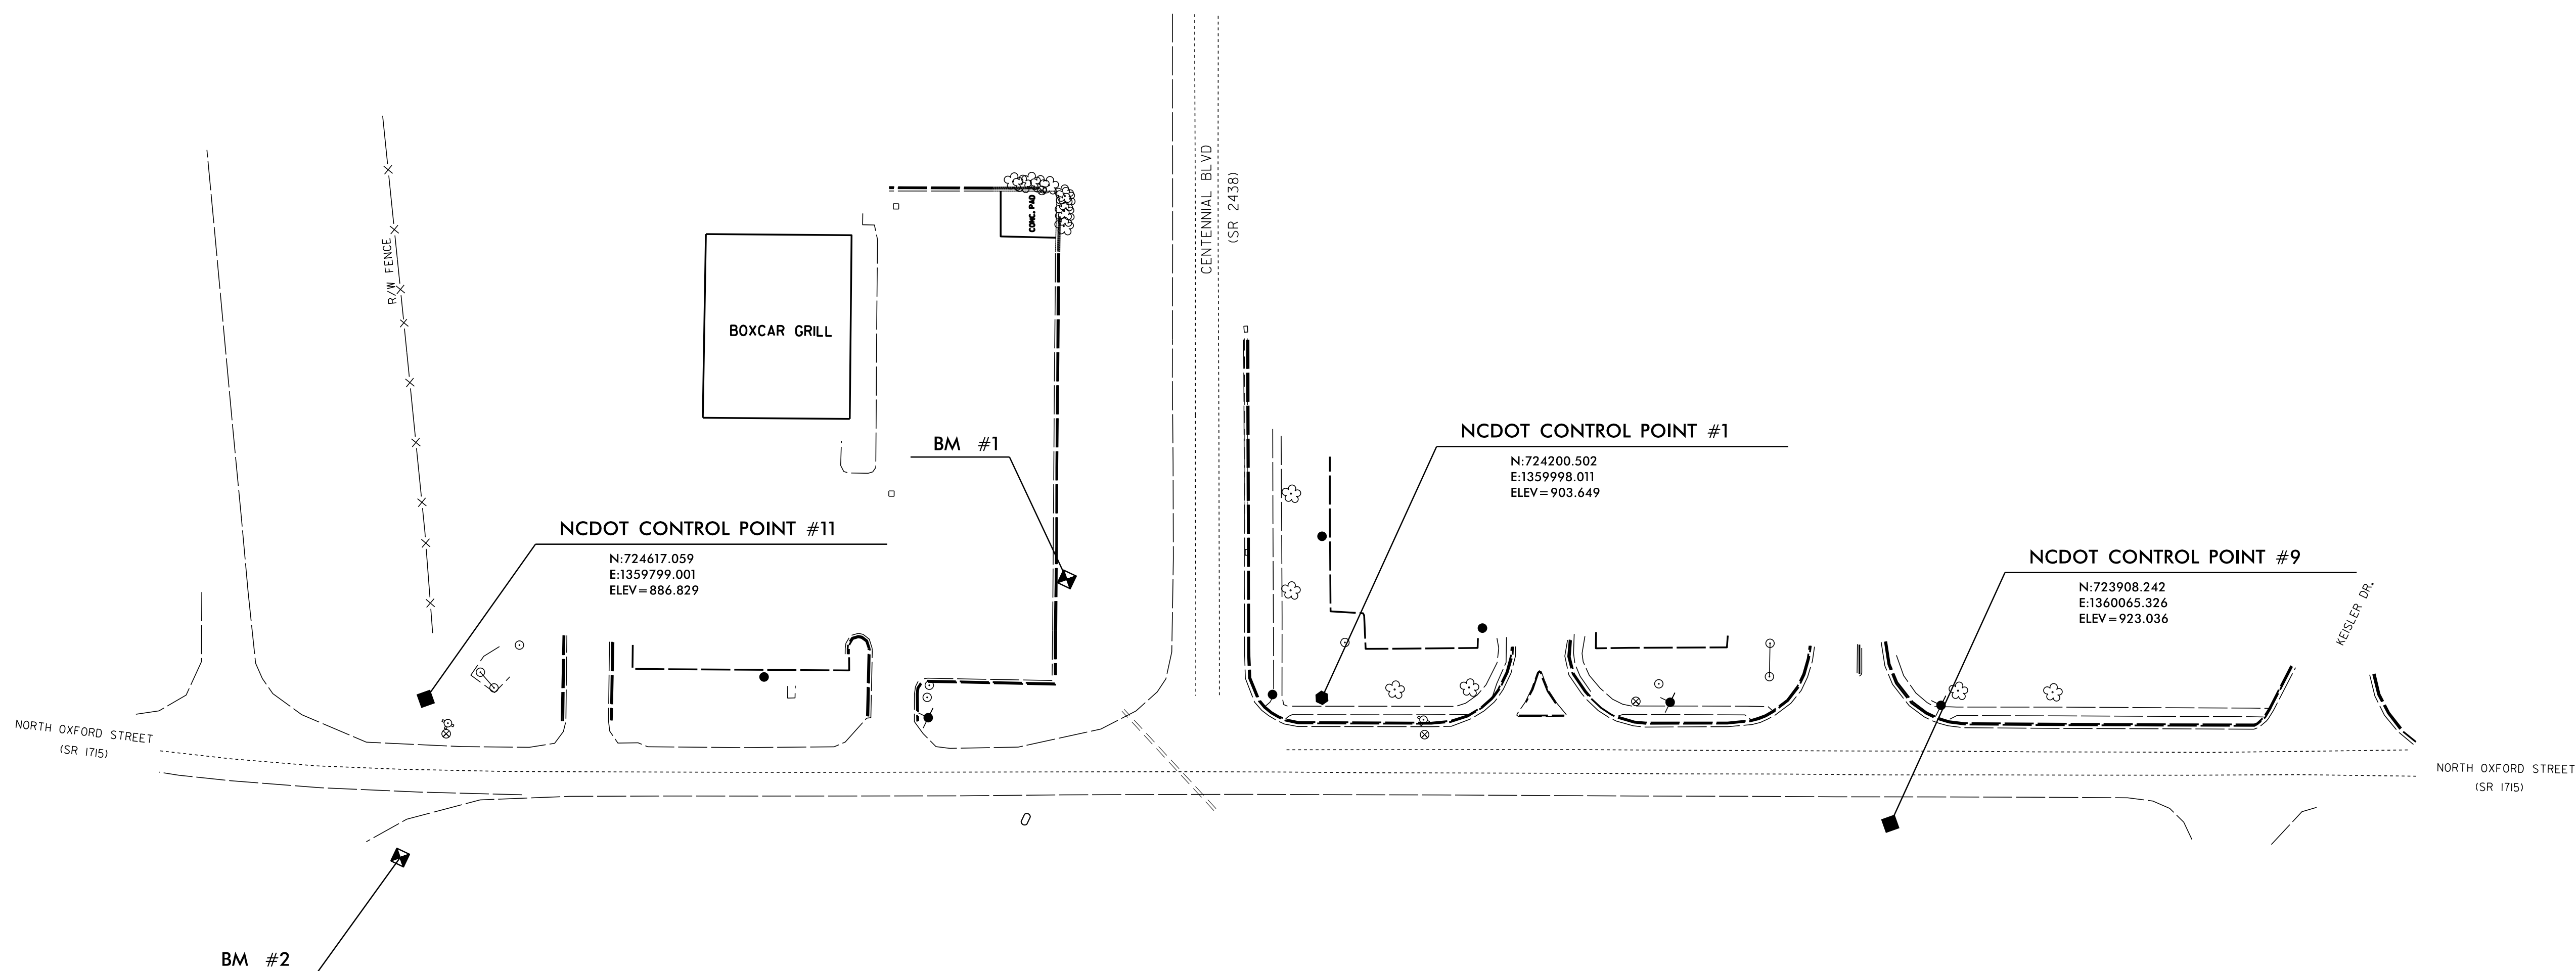 CENTENNIAL BLVD
(SR 2438)
CONC. PAD
R/W FENCE
BOXCAR GRILL
BM #1
NCDOT CONTROL POINT #1
N:724200.502
E:1359998.011
ELEV=903.649
NCDOT CONTROL POINT #11
N:724617.059
E:1359799.001
ELEV=886.829
NCDOT CONTROL POINT #9
N:723908.242
E:1360065.326
ELEV=923.036
KEISLER DR.
NORTH OXFORD STREET
(SR 1715)
NORTH OXFORD STREET
(SR 1715)
BM #2